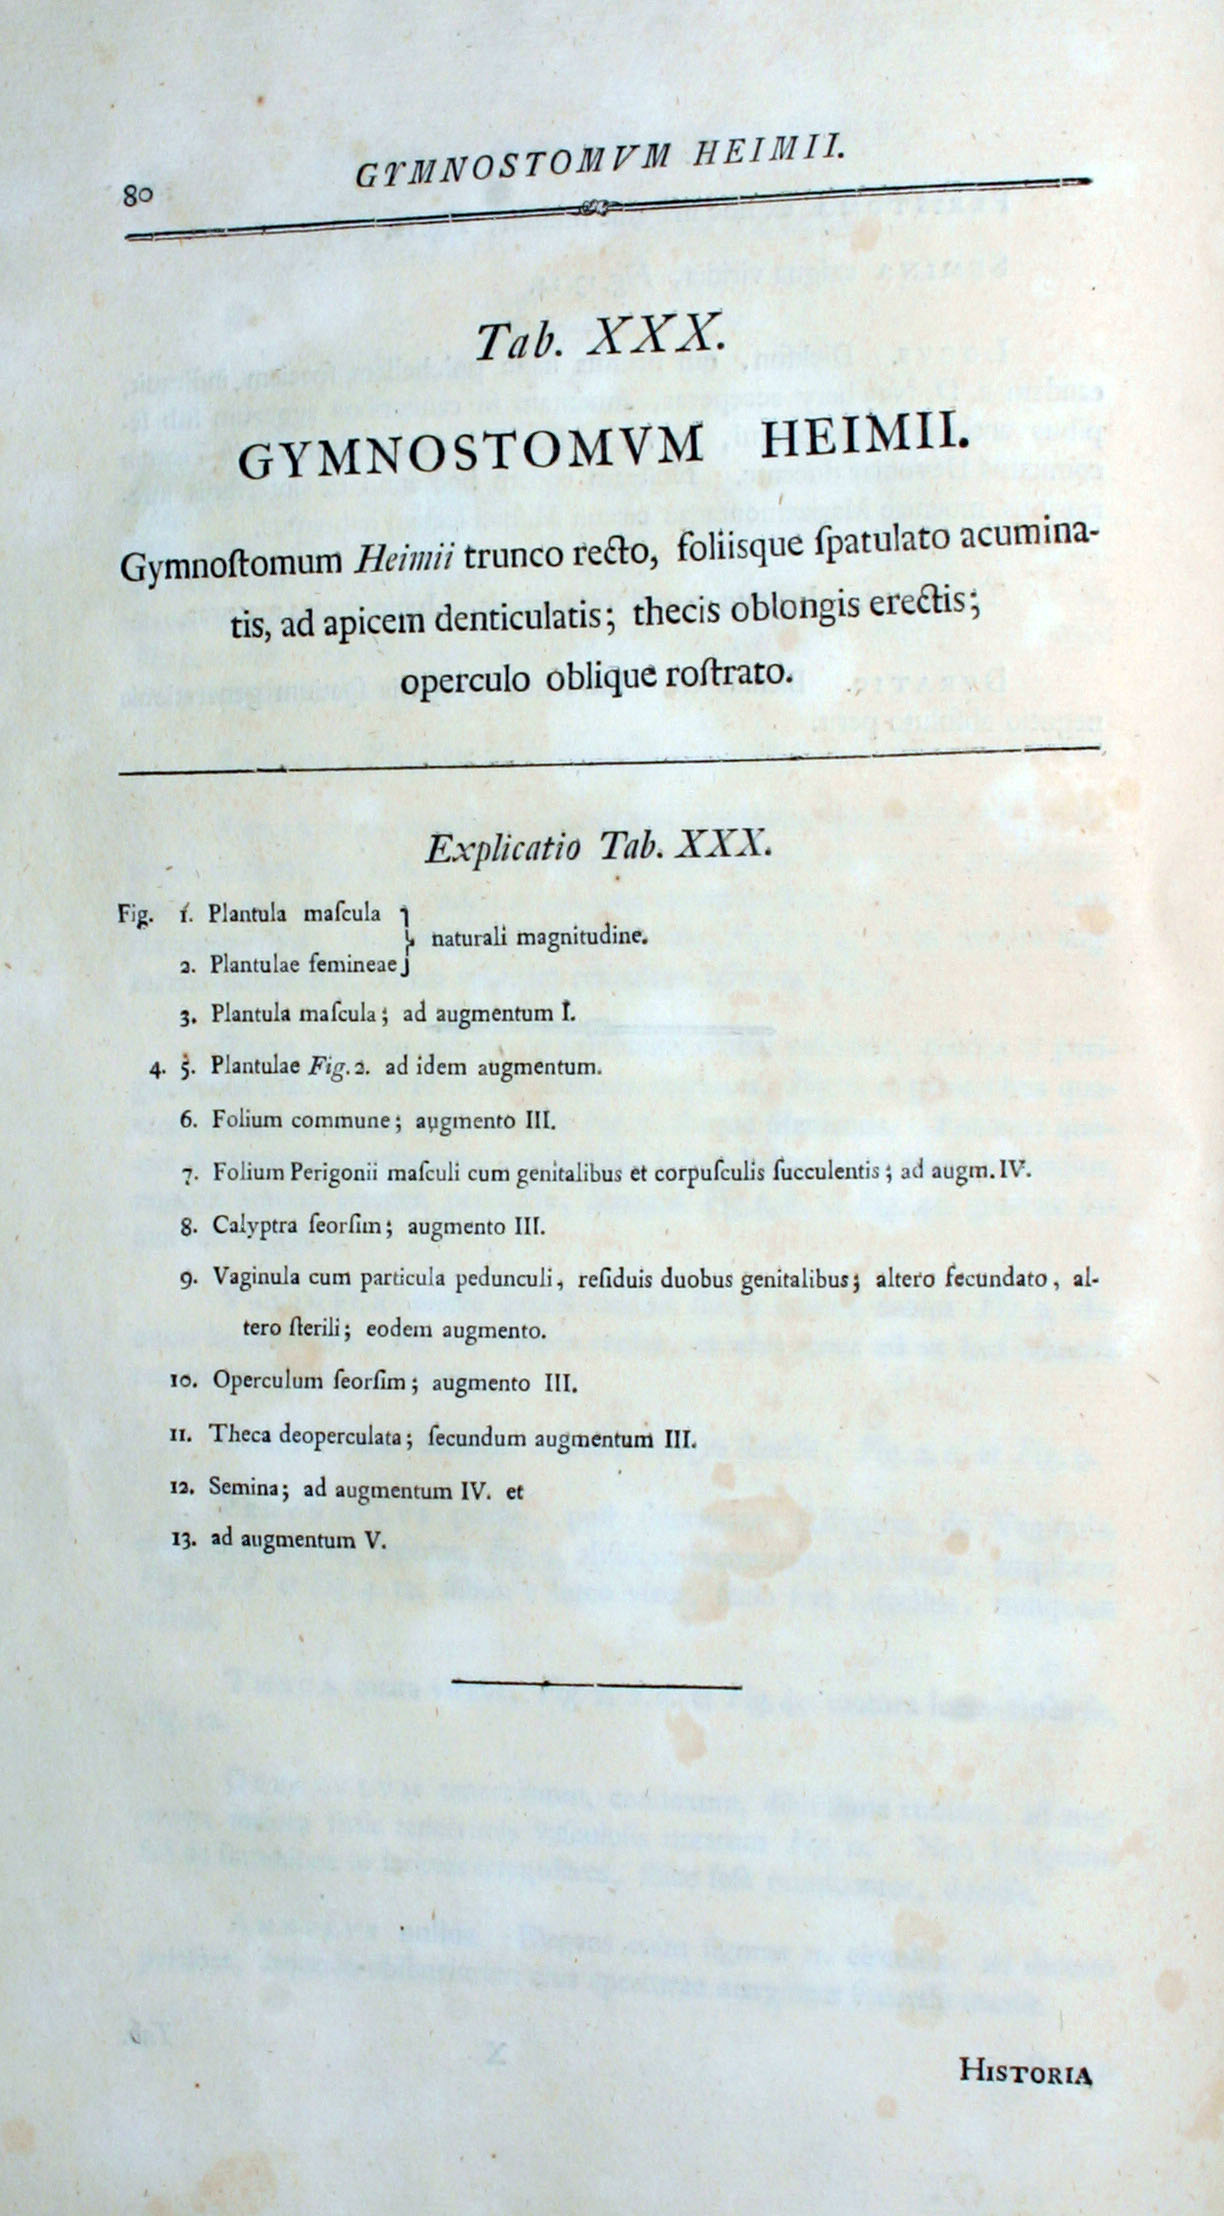 80
GYMNOSTOMVM HEIMII.
Tab. XXX.
GYMNOSTOMVM HEIMII.
Gymnoſtomum Heimii trunco recto, foliisque ſpatulato acumina-
tis, ad apicem denticulatis; thecis oblongis erectis;
operculo oblique roſtrato.
Explicatio Tab. XXX.
Fig. 1. Plantula maſcula
naturali magnitudine.
2. Plantulae femineae
3. Plantula maſcula; ad augmentum I.
4. 5. Plantulae Fig. 2. ad idem augmentum.
6. Folium commune; augmento III.
7. Folium Perigonii maſculi cum genitalibus et corpuſculis ſucculentis; ad augm. IV.
8. Calyptra ſeorſim; augmento III.
9. Vaginula cum particula pedunculi, reſiduis duobus genitalibus; altero fecundato, al-
tero ſterili; eodem augmento.
10. Operculum ſeorſim; augmento III.
11. Theca deoperculata; ſecundum augmentum III.
12. Semina; ad augmentum IV. et
13. ad augmentum V.
HISTORIA